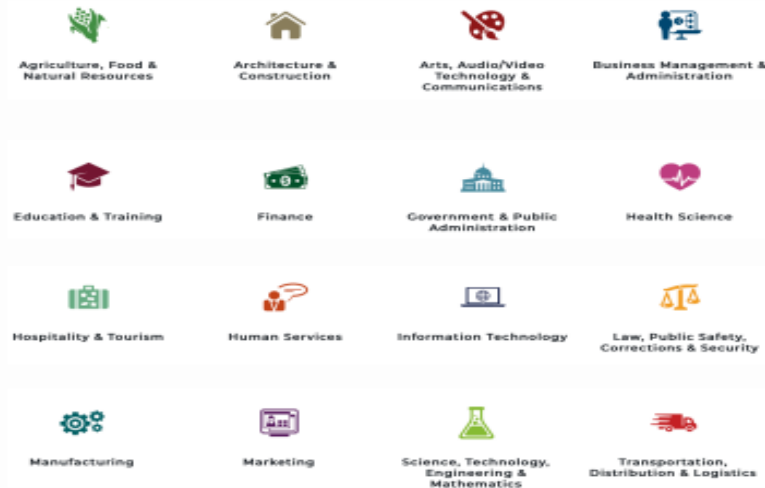 Agriculture, Food &
Natural Resources
Architecture &
Construction
Arts, Audio/Video
Technology &
Communications
Business Management &
Administration
Education & Training
Finance
Government & Public
Administration
Health Science
Hospitality & Tourism
Human Services
Information Technology
Law, Public Safety,
Corrections & Security
Manufacturing
Marketing
Science, Technology,
Engineering &
Mathematics
Transportation,
Distribution & Logistics